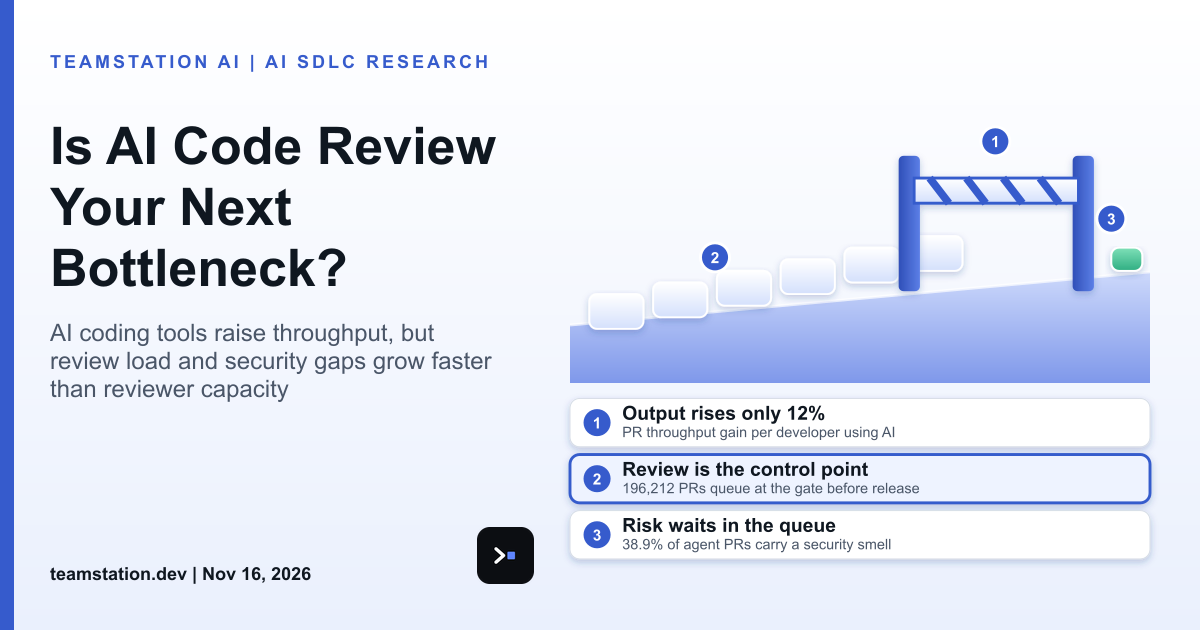 TEAMSTATION AI | AI SDLC RESEARCH
Is AI Code Review
Your Next
Bottleneck?
AI coding tools raise throughput, but
review load and security gaps grow faster
than reviewer capacity
teamstation.dev | Nov 16, 2026
1
2
3
1
Output rises only 12%
PR throughput gain per developer using AI
2
Review is the control point
196,212 PRs queue at the gate before release
3
Risk waits in the queue
38.9% of agent PRs carry a security smell